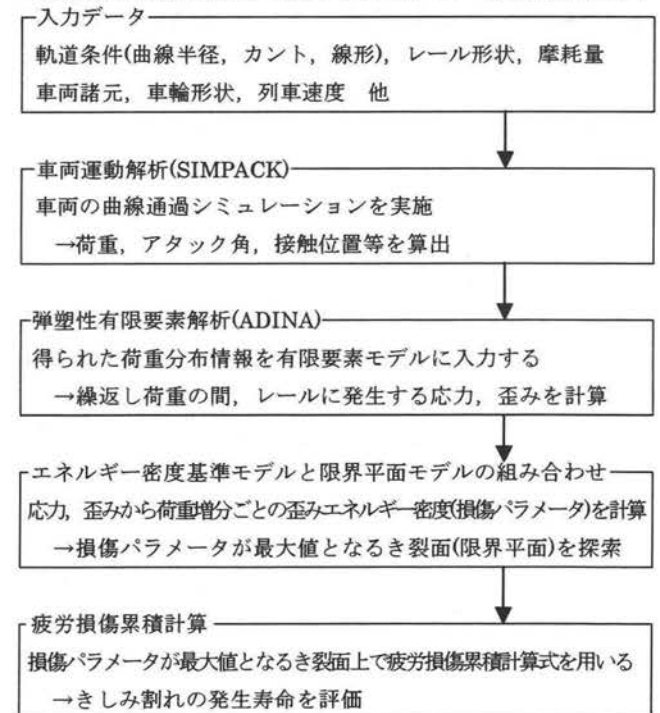 入力データ
軌道条件(曲線半径，カント，線形)，レール形状，摩耗量
車両諸元，車輪形状，列車速度　他
車両運動解析(SIMPACK)
車両の曲線通過シミュレーションを実施
→荷重，アタック角，接触位置等を算出
弾塑性有限要素解析(ADINA)
得られた荷重分布情報を有限要素モデルに入力する
→繰返し荷重の間，レールに発生する応力，歪みを計算
エネルギー密度基準モデルと限界平面モデルの組み合わせ
応力，歪みから荷重増分ごとの歪みエネルギー密度(損傷パラメータ)を計算
→損傷パラメータが最大値となるき裂面(限界平面)を探索
疲労損傷累積計算
損傷パラメータが最大値となるき裂面上で疲労損傷累積計算式を用いる
→きしみ割れの発生寿命を評価